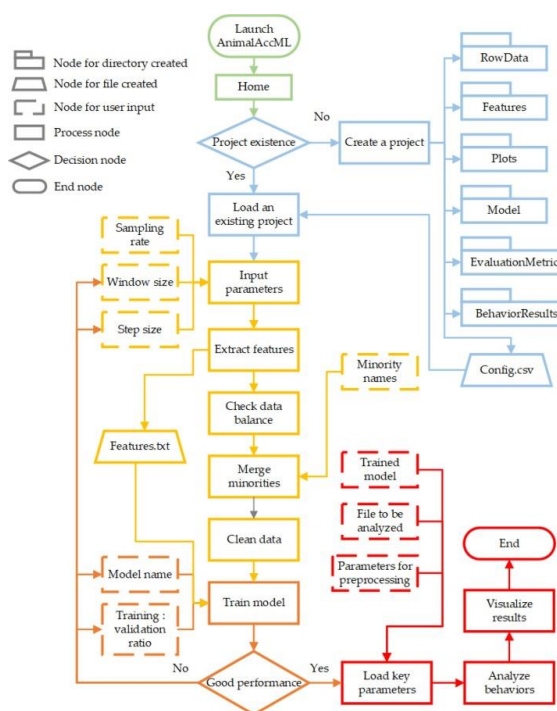 Launch
AnimalAccML
Node for directory created
Node for file created
Node for user input
Process node
Decision node
End node
Home
Project existence
No
Create a project
Yes
Load an
existing project
RowData
Features
Plots
Model
EvaluationMetric
BehaviorResults
Config.csv
Sampling
rate
Window size
Step size
Input
parameters
Extract features
Check data
balance
Minority
names
Features.txt
Merge
minorities
Clean data
Trained
model
File to be
analyzed
Parameters for
preprocessing
Model name
Training :
validation
ratio
Train model
No
Good performance
Yes
Load key
parameters
Analyze
behaviors
Visualize
results
End